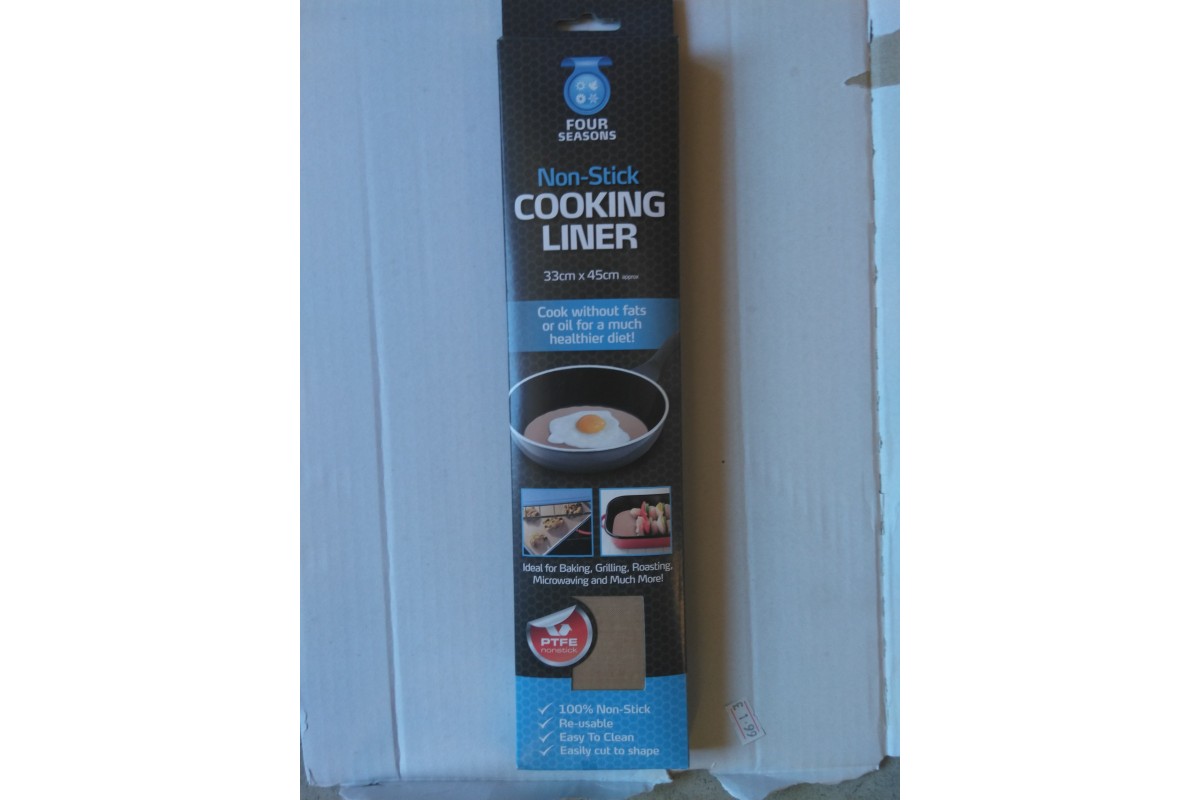 FOUR
SEASONS
Non-Stick
COOKING
LINER
33cm x 45cm approx
Cook without fats
or oil for a much
healthier diet!
Ideal for Baking, Grilling, Roasting,
Microwaving and Much More!
PTFE
nonstick
100% Non-Stick
Re-usable
Easy To Clean
Easily cut to shape
£1.99